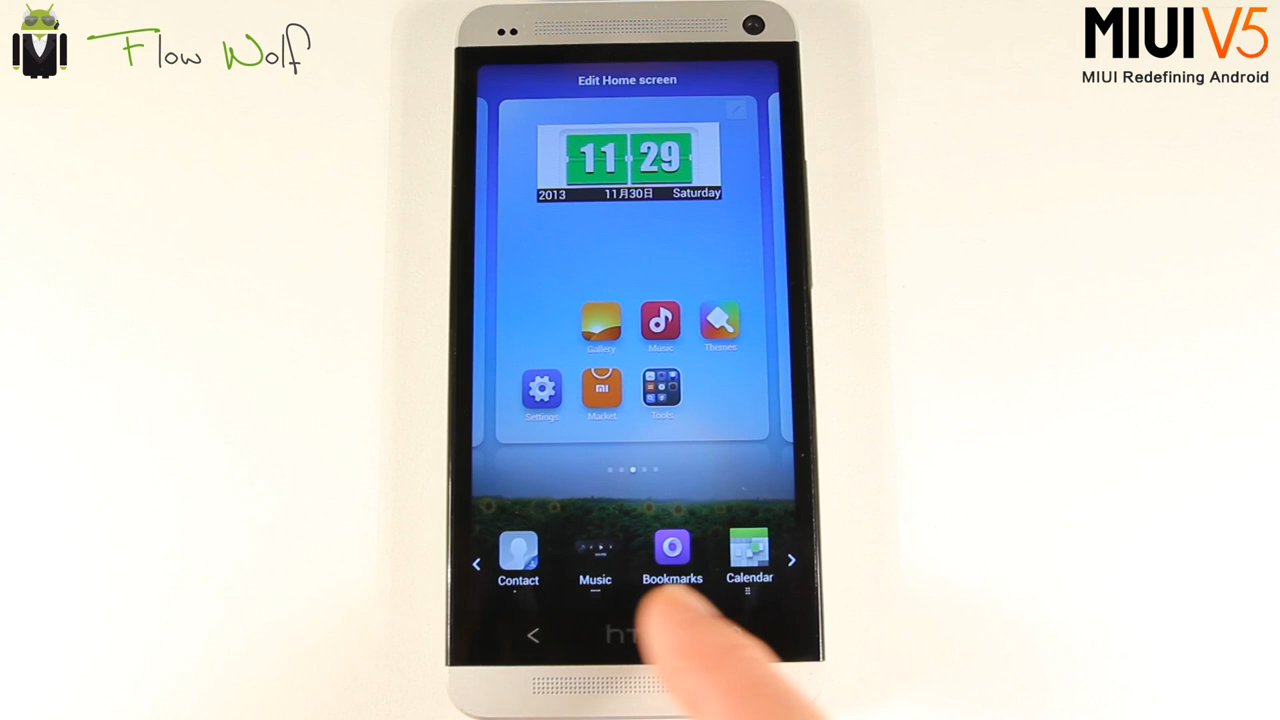 Flow Wolf
MIUI V5
MIUI Redefining Android
Edit Home screen
11 29
2013 11月30日 Saturday
Gallery Music Themes
Settings Market Tools
MI
Contact Music Bookmarks Calendar